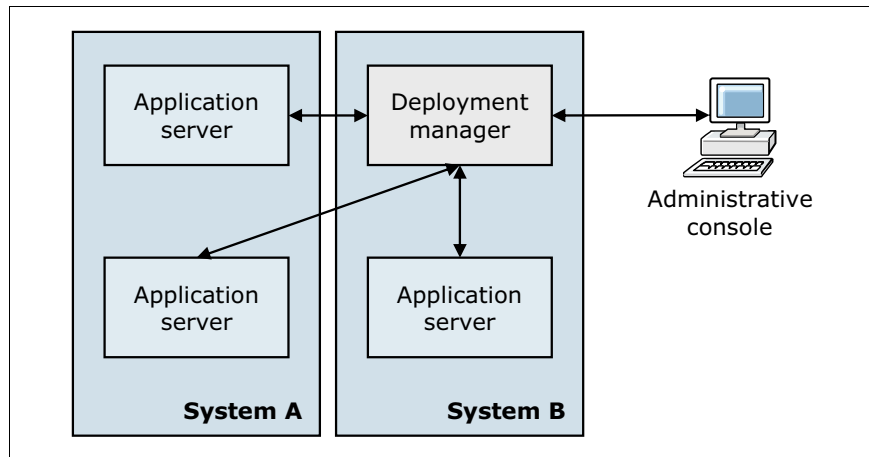 Application
server
Deployment
manager
Administrative
console
Application
server
Application
server
System A
System B